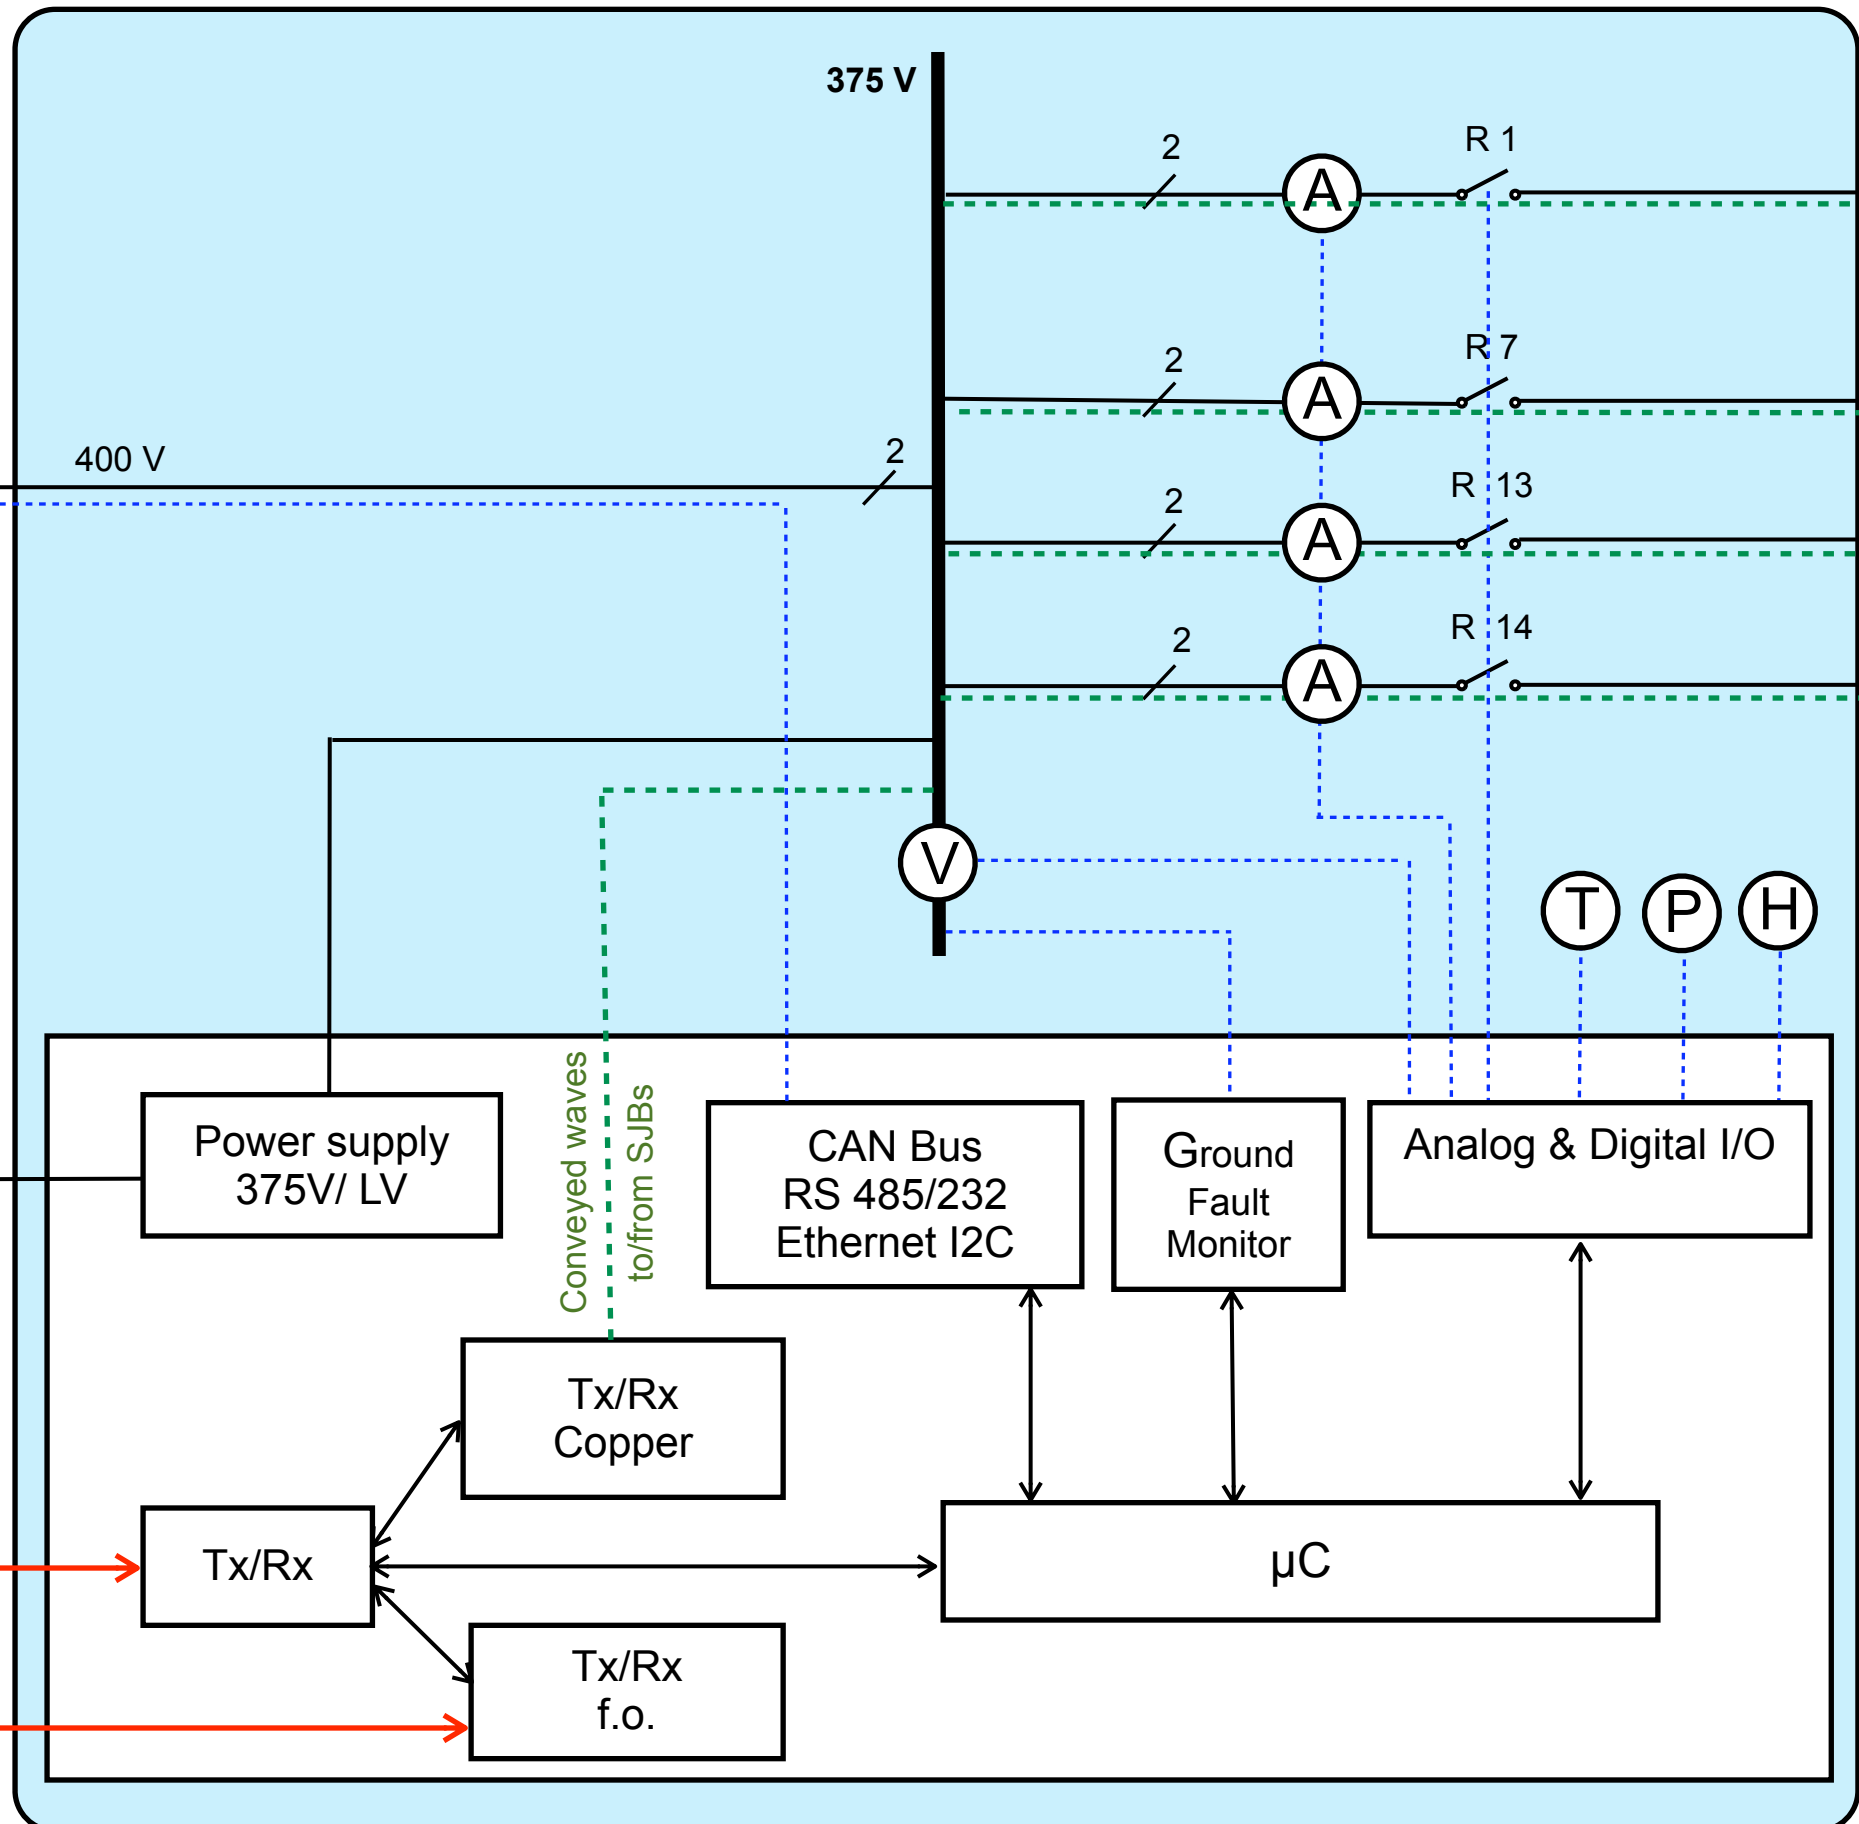 375 V
2
R 1
A
2
R 7
A
400 V
2
2
R 13
A
2
R 14
A
V
T
P
H
Power supply
375V/ LV
Conveyed waves
to/from SJBs
CAN Bus
RS 485/232
Ethernet I2C
Ground
Fault
Monitor
Analog & Digital I/O
Tx/Rx
Copper
Tx/Rx
µC
Tx/Rx
f.o.